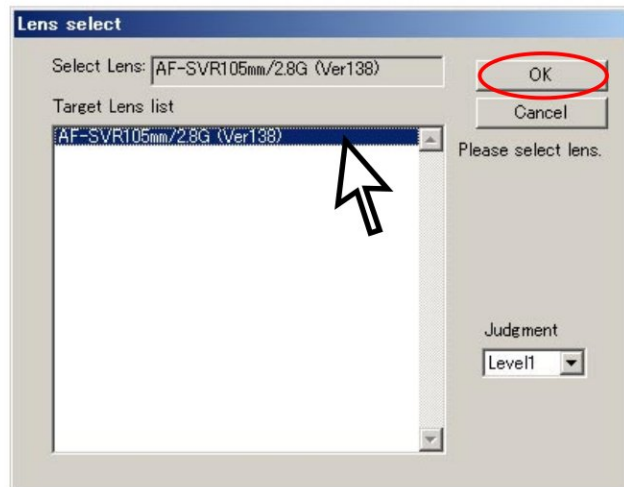 Lens select
Select Lens: AF-SVR105mm/2.8G (Ver138)
OK
Target Lens list
Cancel
AF-SVR105mm/2.8G (Ver138)
Please select lens.
Judgment
Level1